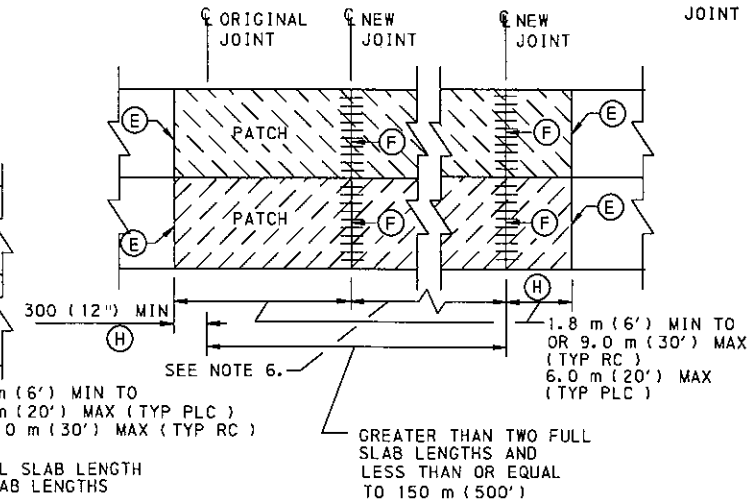 ℄ ORIGINAL
JOINT
℄ NEW
JOINT
℄ NEW
JOINT
JOINT
E
PATCH
F
F
E
E
PATCH
F
F
E
300 (12") MIN
H
H
SEE NOTE 6.
1.8 m (6') MIN TO
OR 9.0 m (30') MAX
(TYP RC )
6.0 m (20') MAX
(TYP PLC )
m (6') MIN TO
m (20') MAX (TYP PLC )
0 m (30') MAX (TYP RC )
L SLAB LENGTH
AB LENGTHS
GREATER THAN TWO FULL
SLAB LENGTHS AND
LESS THAN OR EQUAL
TO 150 m (500')